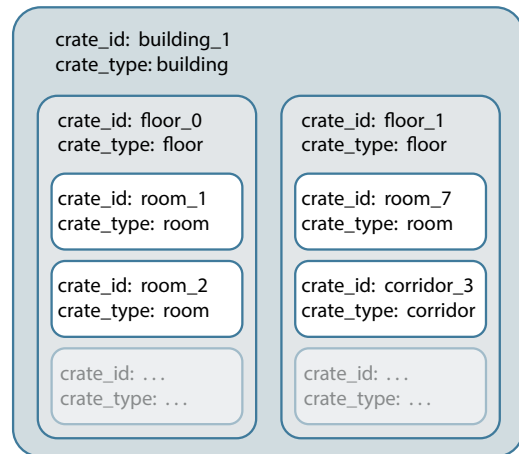 crate_id: building_1
crate_type: building
crate_id: floor_0
crate_type: floor
crate_id: room_1
crate_type: room
crate_id: room_2
crate_type: room
crate_id: ...
crate_type: ...
crate_id: floor_1
crate_type: floor
crate_id: room_7
crate_type: room
crate_id: corridor_3
crate_type: corridor
crate_id: ...
crate_type: ...